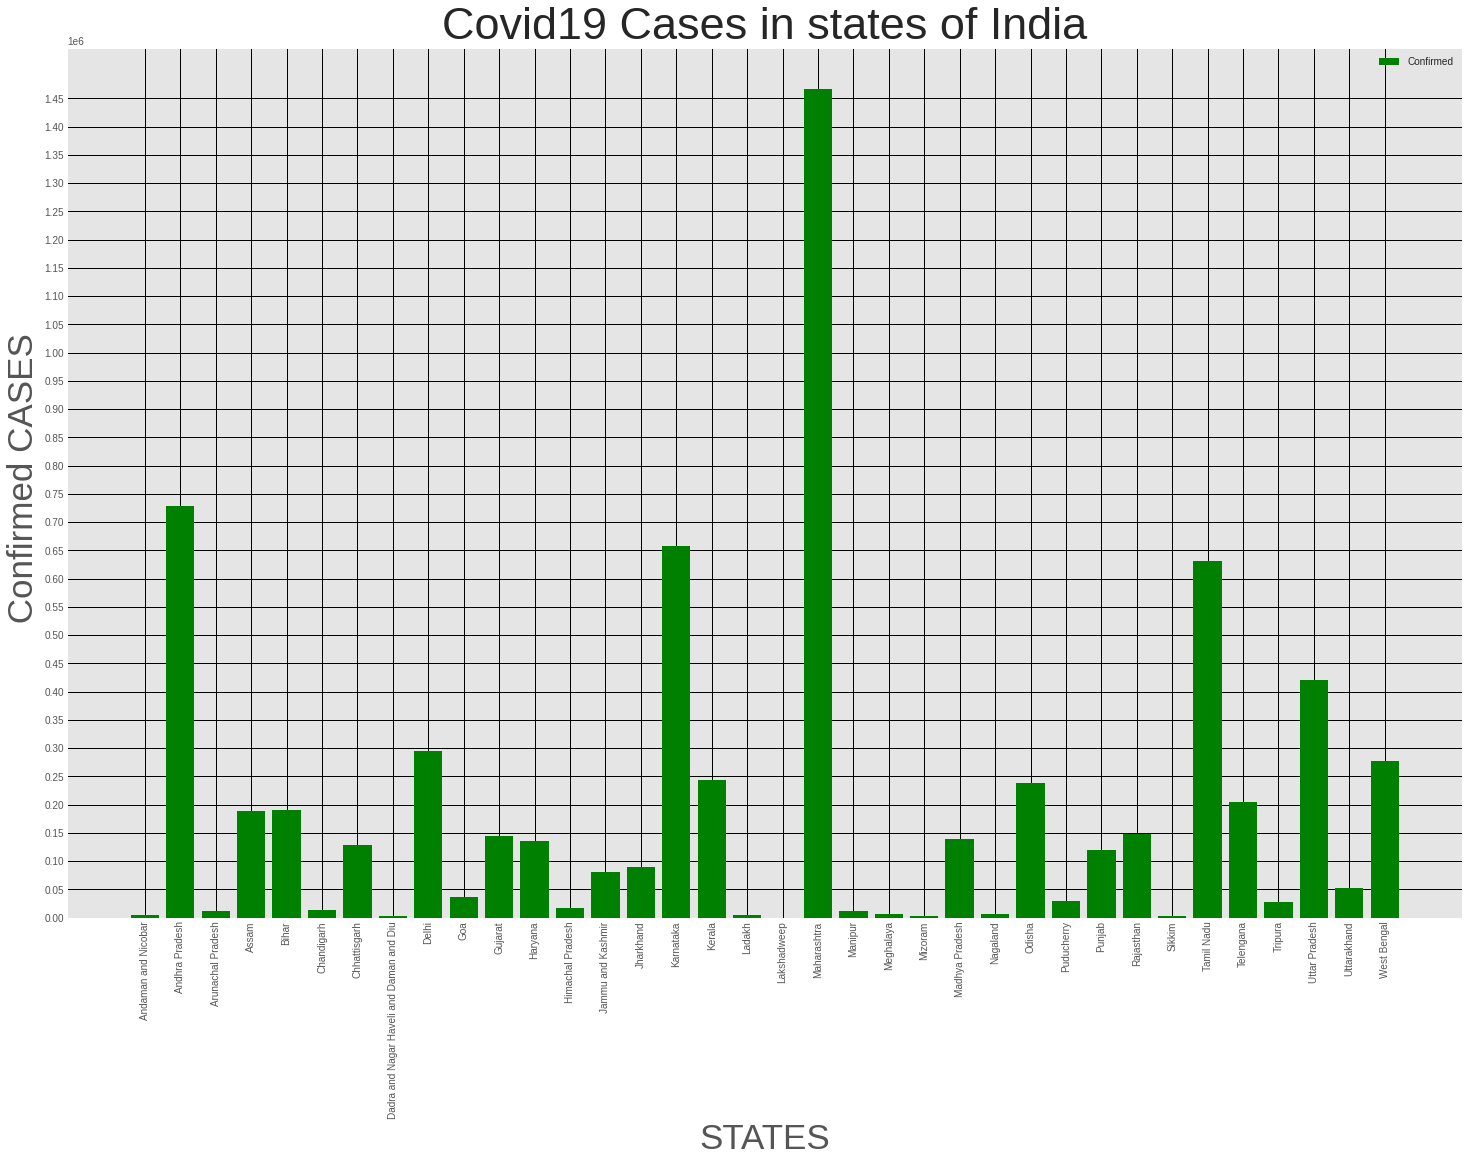 Covid19 Cases in states of India
1e6
Confirmed
1.45
1.40
1.35
1.30
1.25
1.20
1.15
1.10
1.05
1.00
0.95
0.90
0.85
0.80
0.75
0.70
0.65
0.60
0.55
0.50
0.45
0.40
0.35
0.30
0.25
0.20
0.15
0.10
0.05
0.00
Confirmed CASES
Andaman and Nicobar
Andhra Pradesh
Arunachal Pradesh
Assam
Bihar
Chandigarh
Chhattisgarh
Dadra and Nagar Haveli and Daman and Diu
Delhi
Goa
Gujarat
Haryana
Himachal Pradesh
Jammu and Kashmir
Jharkhand
Karnataka
Kerala
Ladakh
Lakshadweep
Maharashtra
Manipur
Meghalaya
Mizoram
Madhya Pradesh
Nagaland
Odisha
Puducherry
Punjab
Rajasthan
Sikkim
Tamil Nadu
Telengana
Tripura
Uttar Pradesh
Uttarakhand
West Bengal
STATES